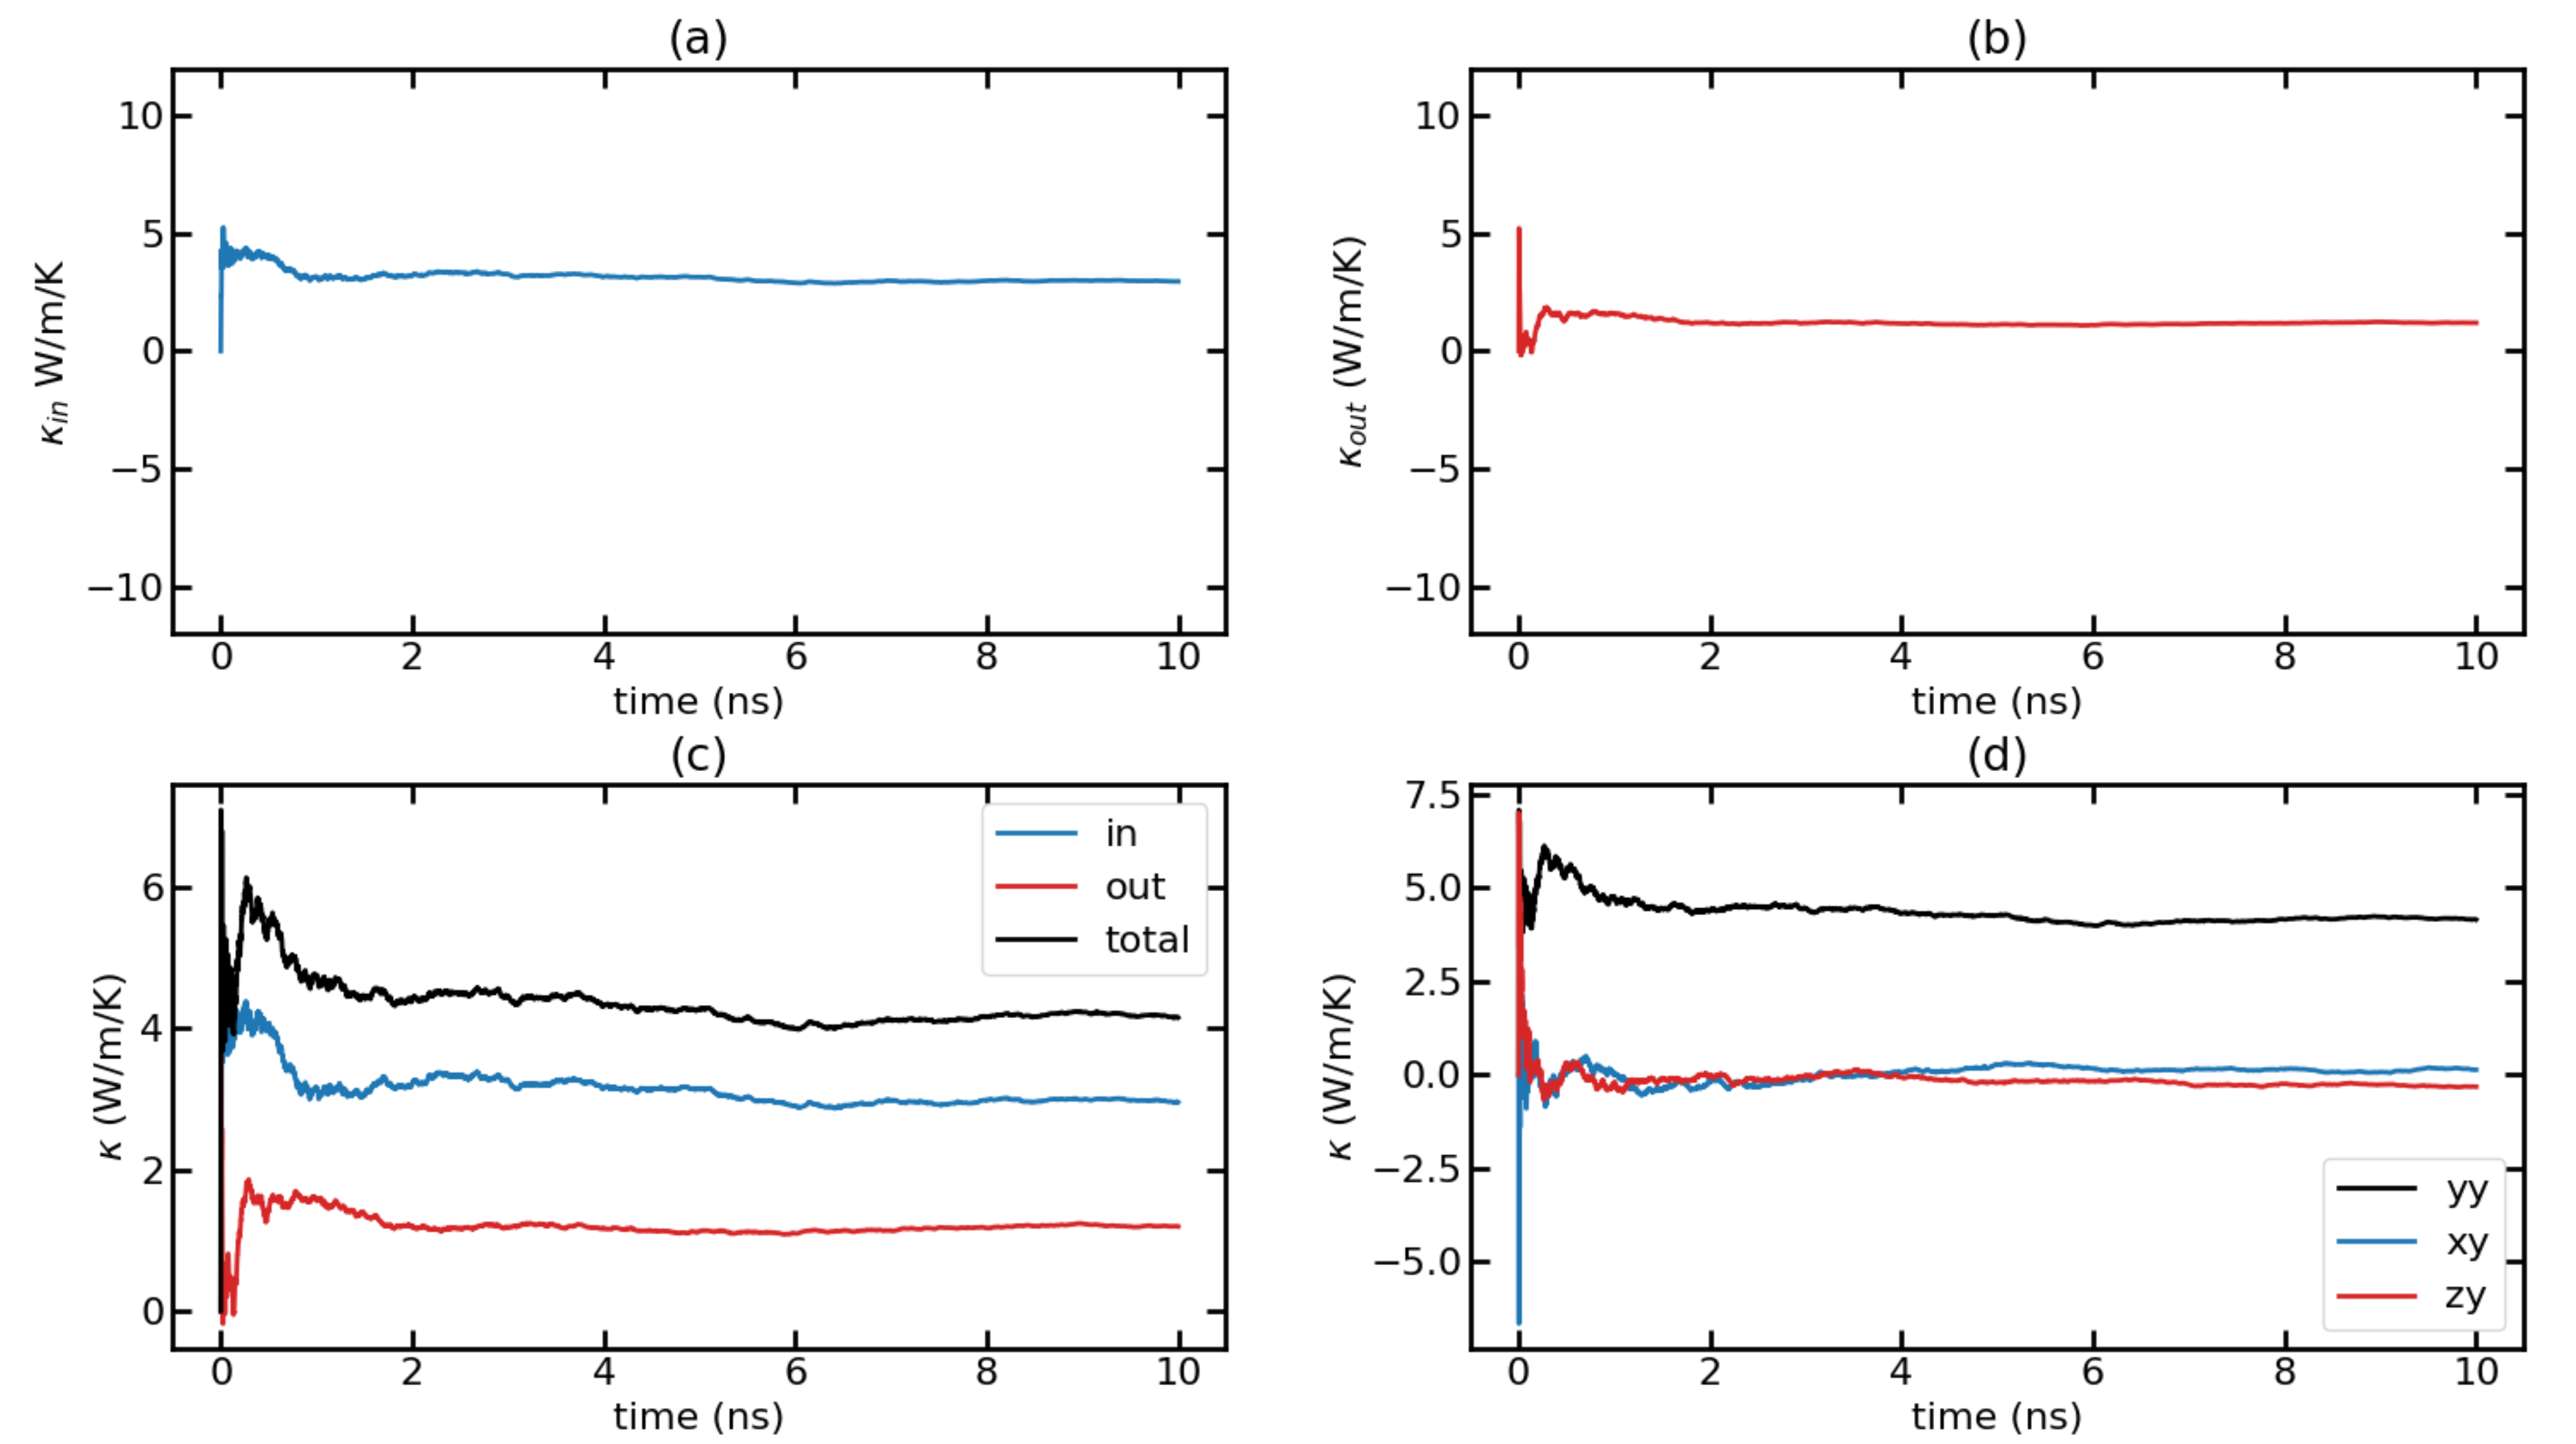 (a)
10
5
0
−5
−10
κin W/m/K
0 2 4 6 8 10
time (ns)
(b)
10
5
0
−5
−10
κout (W/m/K)
0 2 4 6 8 10
time (ns)
(c)
6
4
2
0
κ (W/m/K)
in
out
total
0 2 4 6 8 10
time (ns)
(d)
7.5
5.0
2.5
0.0
−2.5
−5.0
κ (W/m/K)
yy
xy
zy
0 2 4 6 8 10
time (ns)